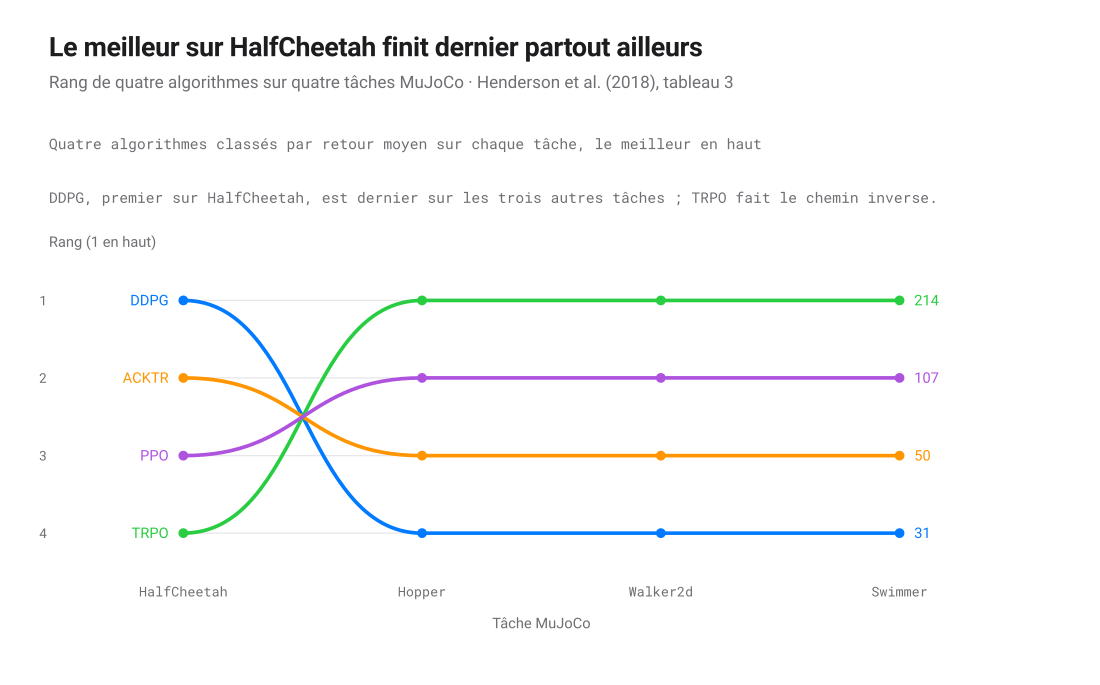 Le meilleur sur HalfCheetah finit dernier partout ailleurs
Rang de quatre algorithmes sur quatre tâches MuJoCo · Henderson et al. (2018), tableau 3
Quatre algorithmes classés par retour moyen sur chaque tâche, le meilleur en haut
DDPG, premier sur HalfCheetah, est dernier sur les trois autres tâches ; TRPO fait le chemin inverse.
Rang (1 en haut)
1 DDPG 214
2 ACKTR 107
3 PPO 50
4 TRPO 31
HalfCheetah Hopper Walker2d Swimmer
Tâche MuJoCo